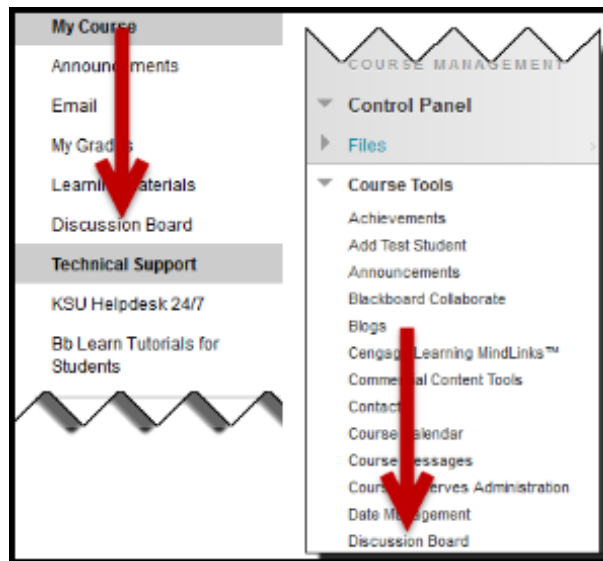 My Course
Announcements
Email
My Grades
Learning Materials
Discussion Board
Technical Support
KSU Helpdesk 24/7
Bb Learn Tutorials for
Students
COURSE MANAGEMENT
Control Panel
Files
Course Tools
Achievements
Add Test Student
Announcements
Blackboard Collaborate
Blogs
Cengage Learning MindLinks™
Commercial Content Tools
Contacts
Course Calendar
Course Messages
Course Reserves Administration
Date Management
Discussion Board